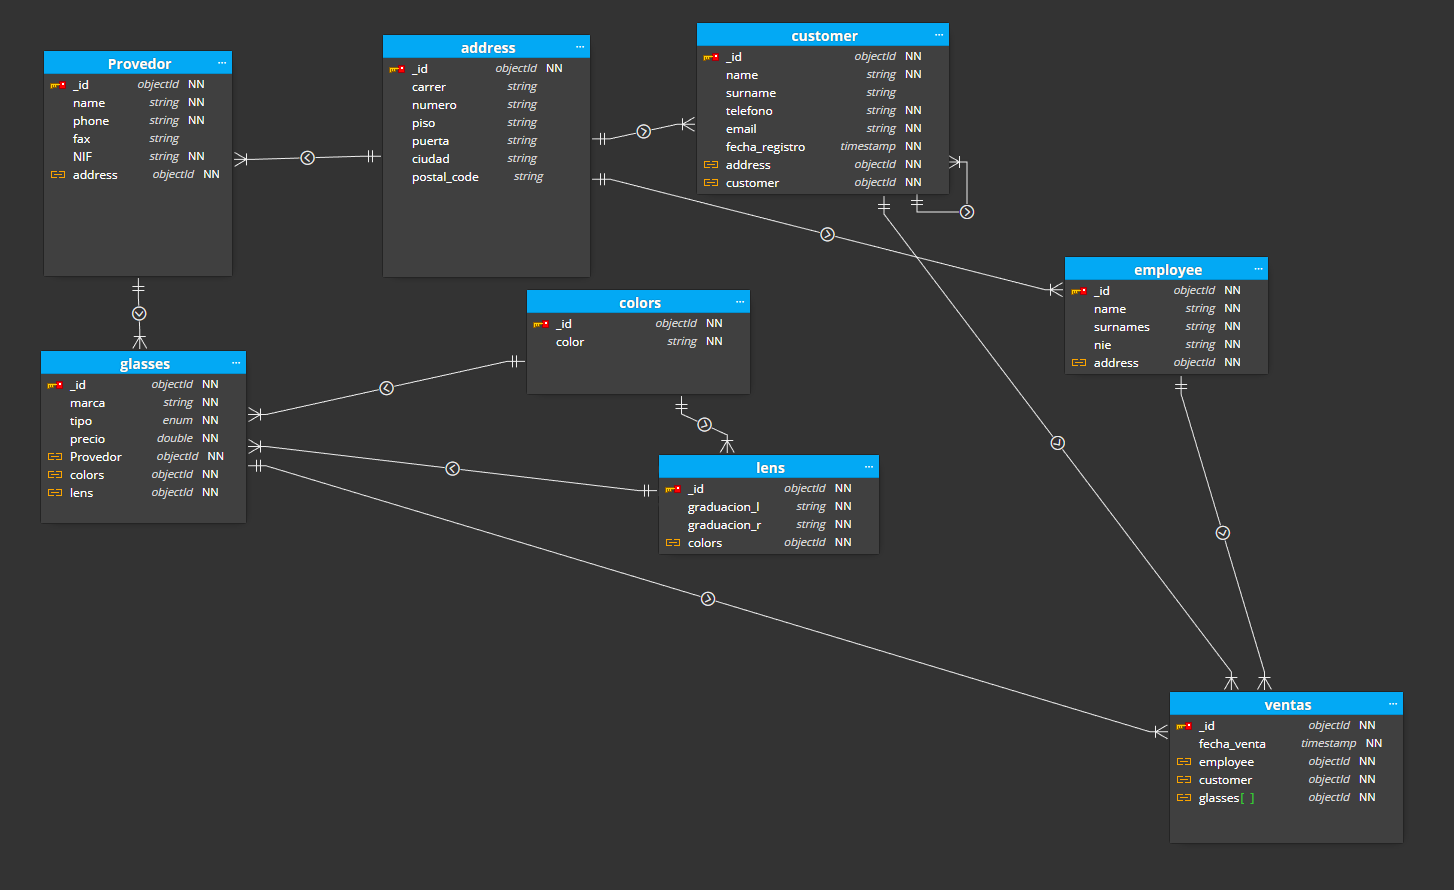 Provedor ...
_id objectId NN
name string NN
phone string NN
fax string
NIF string NN
address objectId NN
address ...
_id objectId NN
carrer string
numero string
piso string
puerta string
ciudad string
postal_code string
customer ...
_id objectId NN
name string NN
surname string
telefono string NN
email string NN
fecha_registro timestamp NN
address objectId NN
customer objectId NN
employee ...
_id objectId NN
name string NN
surnames string NN
nie string NN
address objectId NN
colors ...
_id objectId NN
color string NN
glasses ...
_id objectId NN
marca string NN
tipo enum NN
precio double NN
Provedor objectId NN
colors objectId NN
lens objectId NN
lens ...
_id objectId NN
graduacion_l string NN
graduacion_r string NN
colors objectId NN
ventas ...
_id objectId NN
fecha_venta timestamp NN
employee objectId NN
customer objectId NN
glasses[ ] objectId NN